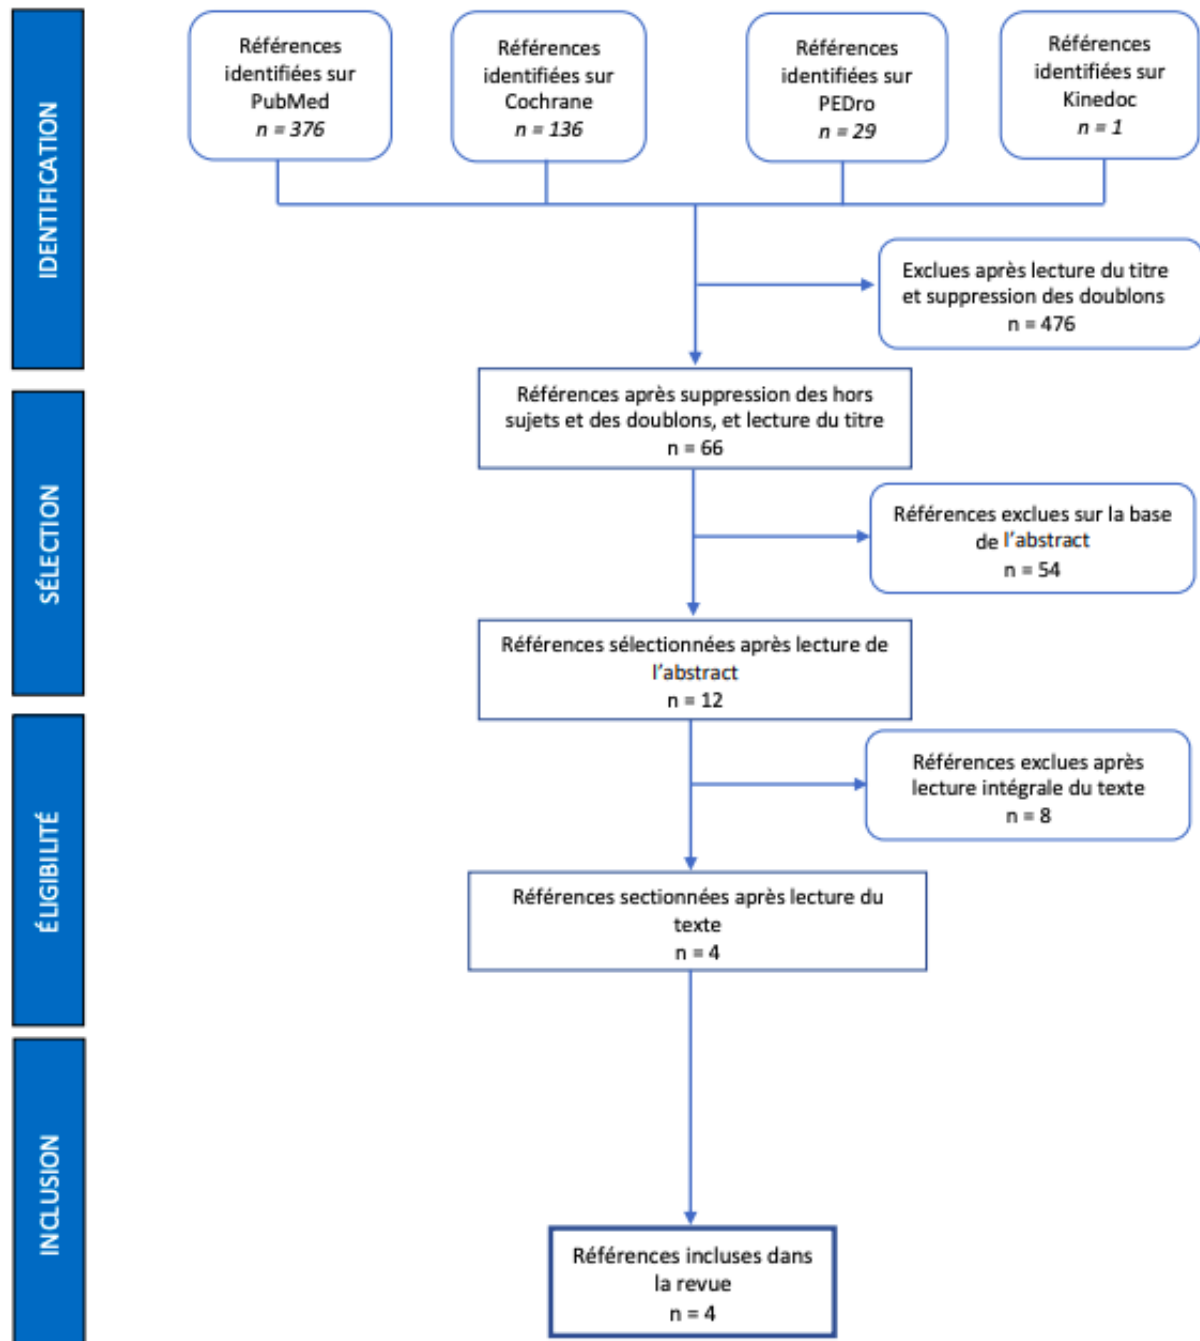 IDENTIFICATION
Références
identifiées sur
PubMed
n = 376
Références
identifiées sur
Cochrane
n = 136
Références
identifiées sur
PEDro
n = 29
Références
identifiées sur
Kinedoc
n = 1
Exclues après lecture du titre
et suppression des doublons
n = 476
SÉLECTION
Références après suppression des hors
sujets et des doublons, et lecture du titre
n = 66
Références exclues sur la base
de l'abstract
n = 54
Références sélectionnées après lecture de
l'abstract
n = 12
ÉLIGIBILITÉ
Références exclues après
lecture intégrale du texte
n = 8
Références sectionnées après lecture du
texte
n = 4
INCLUSION
Références incluses dans
la revue
n = 4